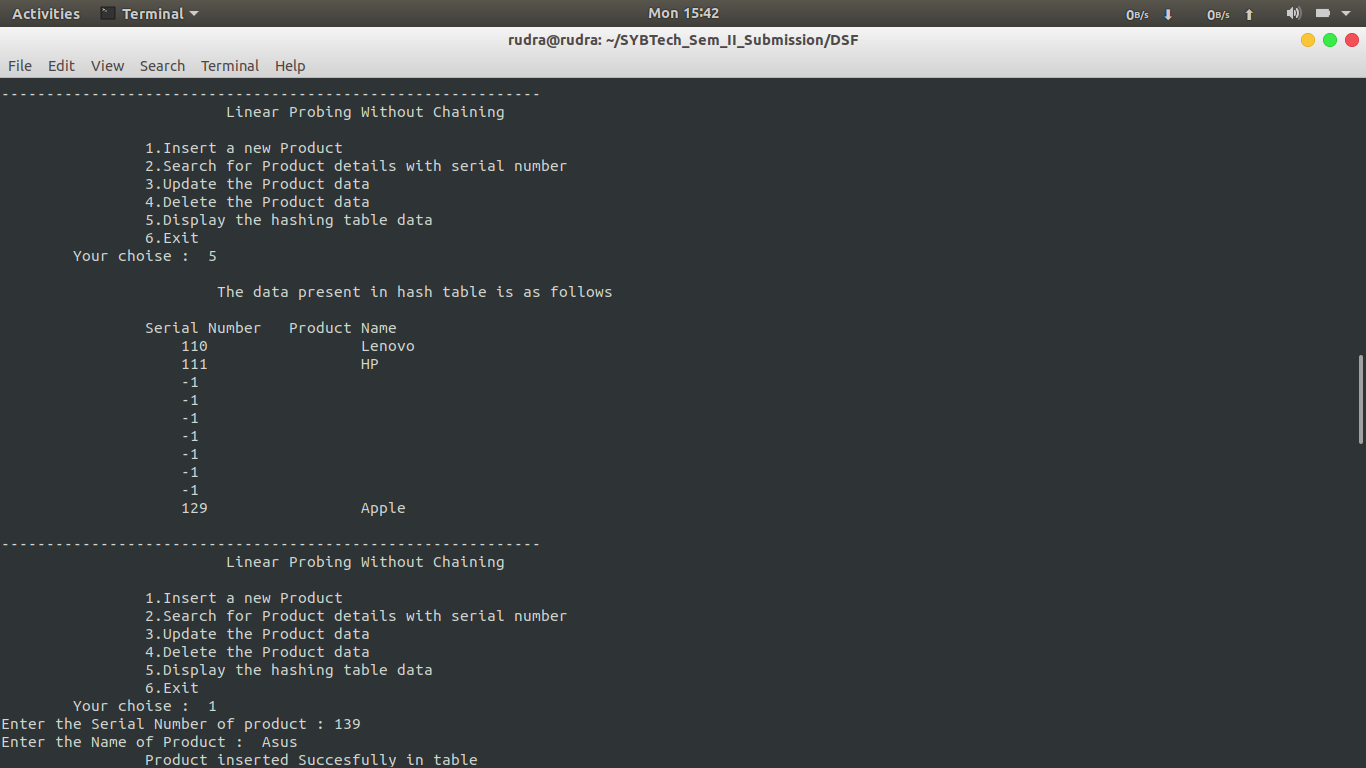 Activities Terminal Mon 15:42 0B/s 0B/s
rudra@rudra: ~/SYBTech_Sem_II_Submission/DSF
File Edit View Search Terminal Help
------------------------------------------------------------
Linear Probing Without Chaining
1.Insert a new Product
2.Search for Product details with serial number
3.Update the Product data
4.Delete the Product data
5.Display the hashing table data
6.Exit
Your choise : 5
The data present in hash table is as follows
Serial Number Product Name
110 Lenovo
111 HP
-1
-1
-1
-1
-1
-1
-1
129 Apple
------------------------------------------------------------
Linear Probing Without Chaining
1.Insert a new Product
2.Search for Product details with serial number
3.Update the Product data
4.Delete the Product data
5.Display the hashing table data
6.Exit
Your choise : 1
Enter the Serial Number of product : 139
Enter the Name of Product : Asus
Product inserted Succesfully in table